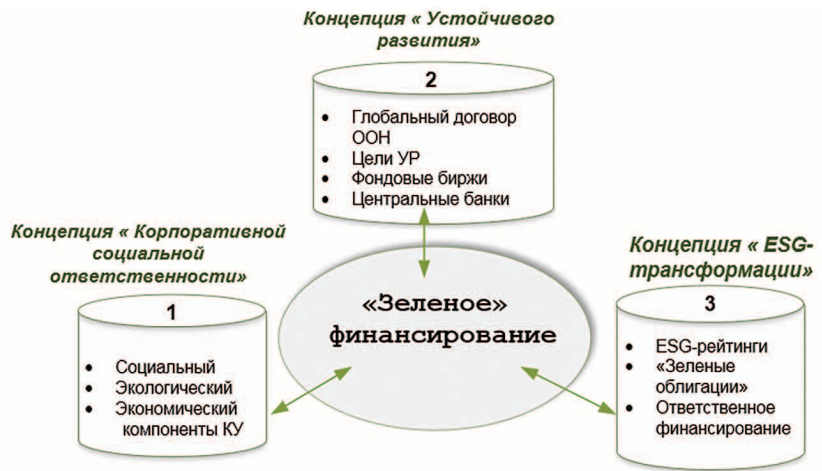 Концепция « Устойчивого
развития»
2
• Глобальный договор
ООН
• Цели УР
• Фондовые биржи
• Центральные банки
Концепция « Корпоративной
социальной
ответственности»
1
• Социальный
• Экологический
• Экономический
компоненты КУ
«Зеленое»
финансирование
Концепция « ESG-
трансформации»
3
• ESG-рейтинги
• «Зеленые
облигации»
• Ответственное
финансирование